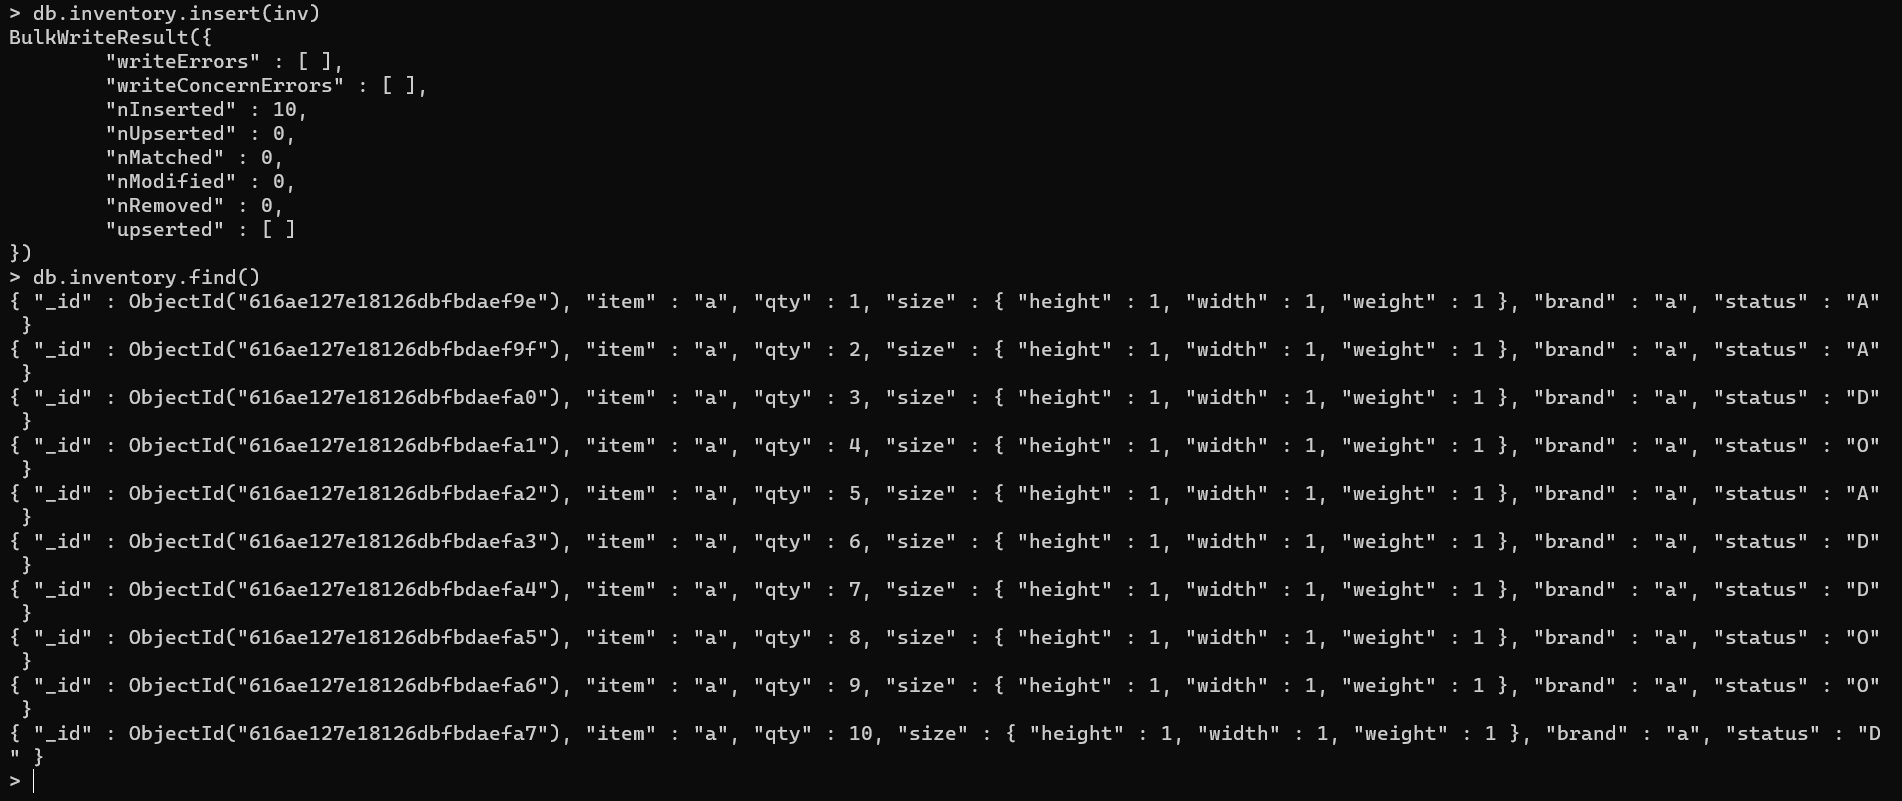 > db.inventory.insert(inv)
BulkWriteResult({
        "writeErrors" : [ ],
        "writeConcernErrors" : [ ],
        "nInserted" : 10,
        "nUpserted" : 0,
        "nMatched" : 0,
        "nModified" : 0,
        "nRemoved" : 0,
        "upserted" : [ ]
})
> db.inventory.find()
{ "_id" : ObjectId("616ae127e18126dbfbdaef9e"), "item" : "a", "qty" : 1, "size" : { "height" : 1, "width" : 1, "weight" : 1 }, "brand" : "a", "status" : "A"
 }
{ "_id" : ObjectId("616ae127e18126dbfbdaef9f"), "item" : "a", "qty" : 2, "size" : { "height" : 1, "width" : 1, "weight" : 1 }, "brand" : "a", "status" : "A"
 }
{ "_id" : ObjectId("616ae127e18126dbfbdaefa0"), "item" : "a", "qty" : 3, "size" : { "height" : 1, "width" : 1, "weight" : 1 }, "brand" : "a", "status" : "D"
 }
{ "_id" : ObjectId("616ae127e18126dbfbdaefa1"), "item" : "a", "qty" : 4, "size" : { "height" : 1, "width" : 1, "weight" : 1 }, "brand" : "a", "status" : "O"
 }
{ "_id" : ObjectId("616ae127e18126dbfbdaefa2"), "item" : "a", "qty" : 5, "size" : { "height" : 1, "width" : 1, "weight" : 1 }, "brand" : "a", "status" : "A"
 }
{ "_id" : ObjectId("616ae127e18126dbfbdaefa3"), "item" : "a", "qty" : 6, "size" : { "height" : 1, "width" : 1, "weight" : 1 }, "brand" : "a", "status" : "D"
 }
{ "_id" : ObjectId("616ae127e18126dbfbdaefa4"), "item" : "a", "qty" : 7, "size" : { "height" : 1, "width" : 1, "weight" : 1 }, "brand" : "a", "status" : "D"
 }
{ "_id" : ObjectId("616ae127e18126dbfbdaefa5"), "item" : "a", "qty" : 8, "size" : { "height" : 1, "width" : 1, "weight" : 1 }, "brand" : "a", "status" : "O"
 }
{ "_id" : ObjectId("616ae127e18126dbfbdaefa6"), "item" : "a", "qty" : 9, "size" : { "height" : 1, "width" : 1, "weight" : 1 }, "brand" : "a", "status" : "O"
 }
{ "_id" : ObjectId("616ae127e18126dbfbdaefa7"), "item" : "a", "qty" : 10, "size" : { "height" : 1, "width" : 1, "weight" : 1 }, "brand" : "a", "status" : "D
" }
>